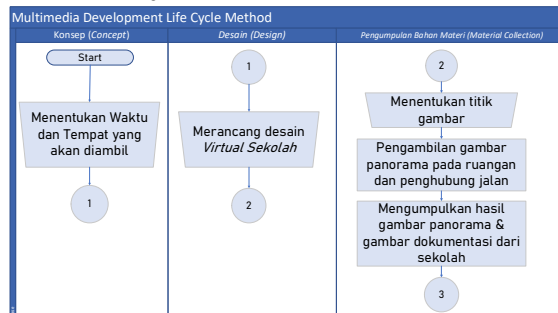 Multimedia Development Life Cycle Method
Konsep (Concept)
Start
Menentukan Waktu
dan Tempat yang
akan diambil
1
Desain (Design)
1
Merancang desain
Virtual Sekolah
2
Pengumpulan Bahan Materi (Material Collection)
2
Menentukan titik
gambar
Pengambilan gambar
panorama pada ruangan
dan penghubung jalan
Mengumpulkan hasil
gambar panorama &
gambar dokumentasi dari
sekolah
3